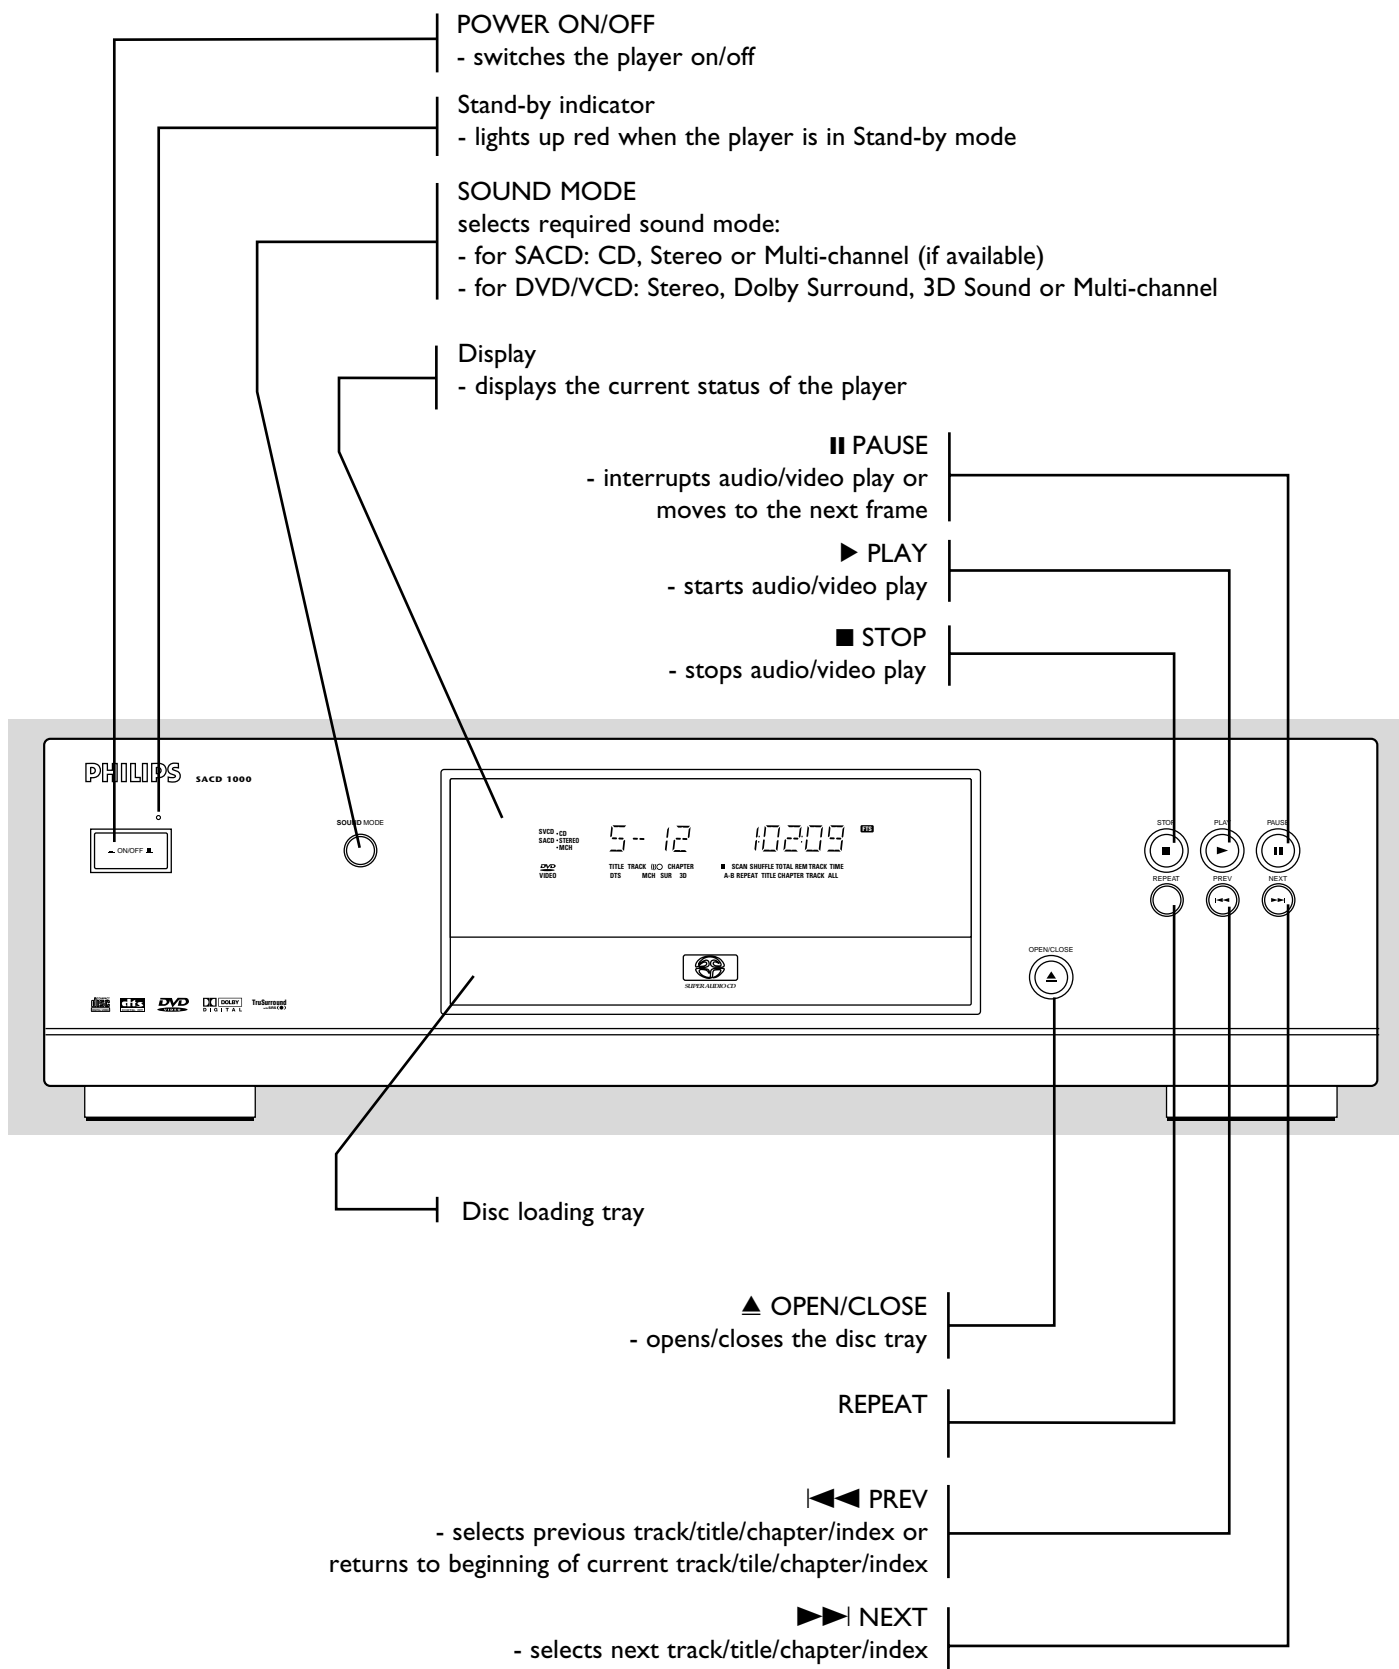 POWER ON/OFF
- switches the player on/off
Stand-by indicator
- lights up red when the player is in Stand-by mode
SOUND MODE
selects required sound mode:
- for SACD: CD, Stereo or Multi-channel (if available)
- for DVD/VCD: Stereo, Dolby Surround, 3D Sound or Multi-channel
Display
- displays the current status of the player
PAUSE
- interrupts audio/video play or
moves to the next frame
PLAY
- starts audio/video play
STOP
- stops audio/video play
PHILIPS SACD 1000
ON/OFF
SOUND MODE
SVCD • CD
SACD • STEREO
• MCH
5-- 12 102:09 FTS
DVD
VIDEO
TITLE TRACK CHAPTER
DTS MCH SUR 3D
SCAN SHUFFLE TOTAL REM TRACK TIME
A-B REPEAT TITLE CHAPTER TRACK ALL
STOP PLAY PAUSE
REPEAT PREV NEXT
OPEN/CLOSE
SUPER AUDIO CD
disc dts DVD VIDEO DOLBY DIGITAL TruSurround
Disc loading tray
OPEN/CLOSE
- opens/closes the disc tray
REPEAT
PREV
- selects previous track/title/chapter/index or
returns to beginning of current track/tile/chapter/index
NEXT
- selects next track/title/chapter/index